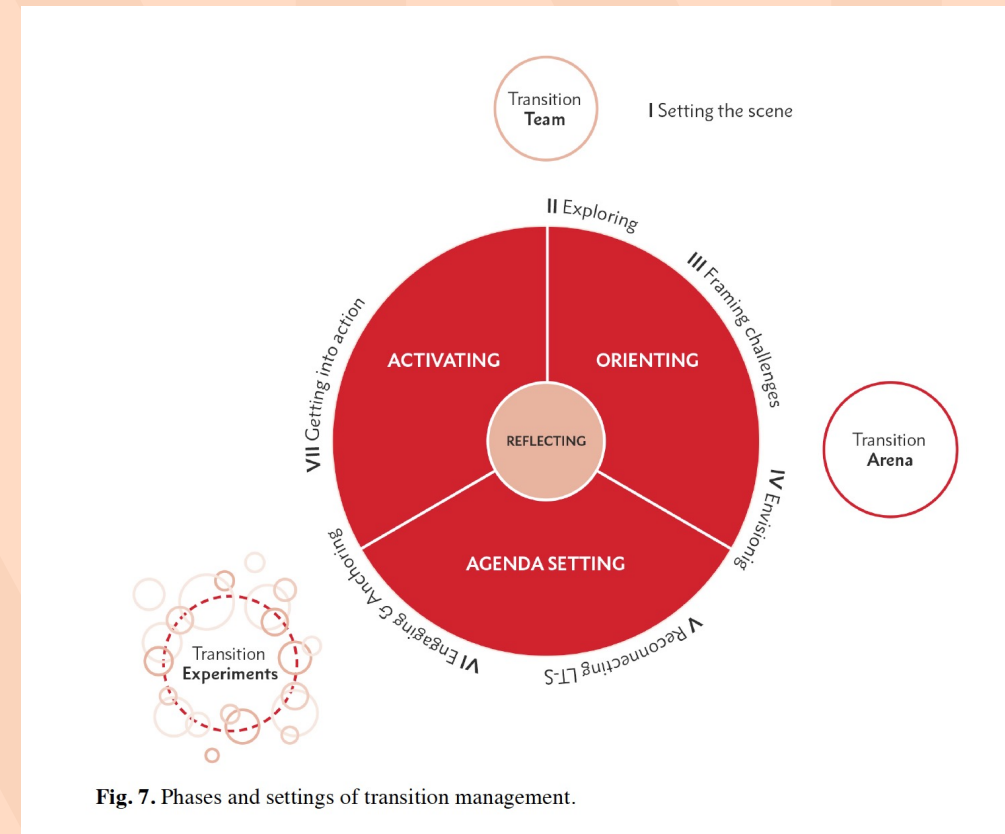 Transition
Team
I Setting the scene
II Exploring
III Framing challenges
VII Getting into action
ACTIVATING
ORIENTING
REFLECTING
Transition
Arena
IV Envisionig
AGENDA SETTING
VI Engaging & Anchoring
V Reconnecting LT-S
Transition
Experiments
Fig. 7. Phases and settings of transition management.